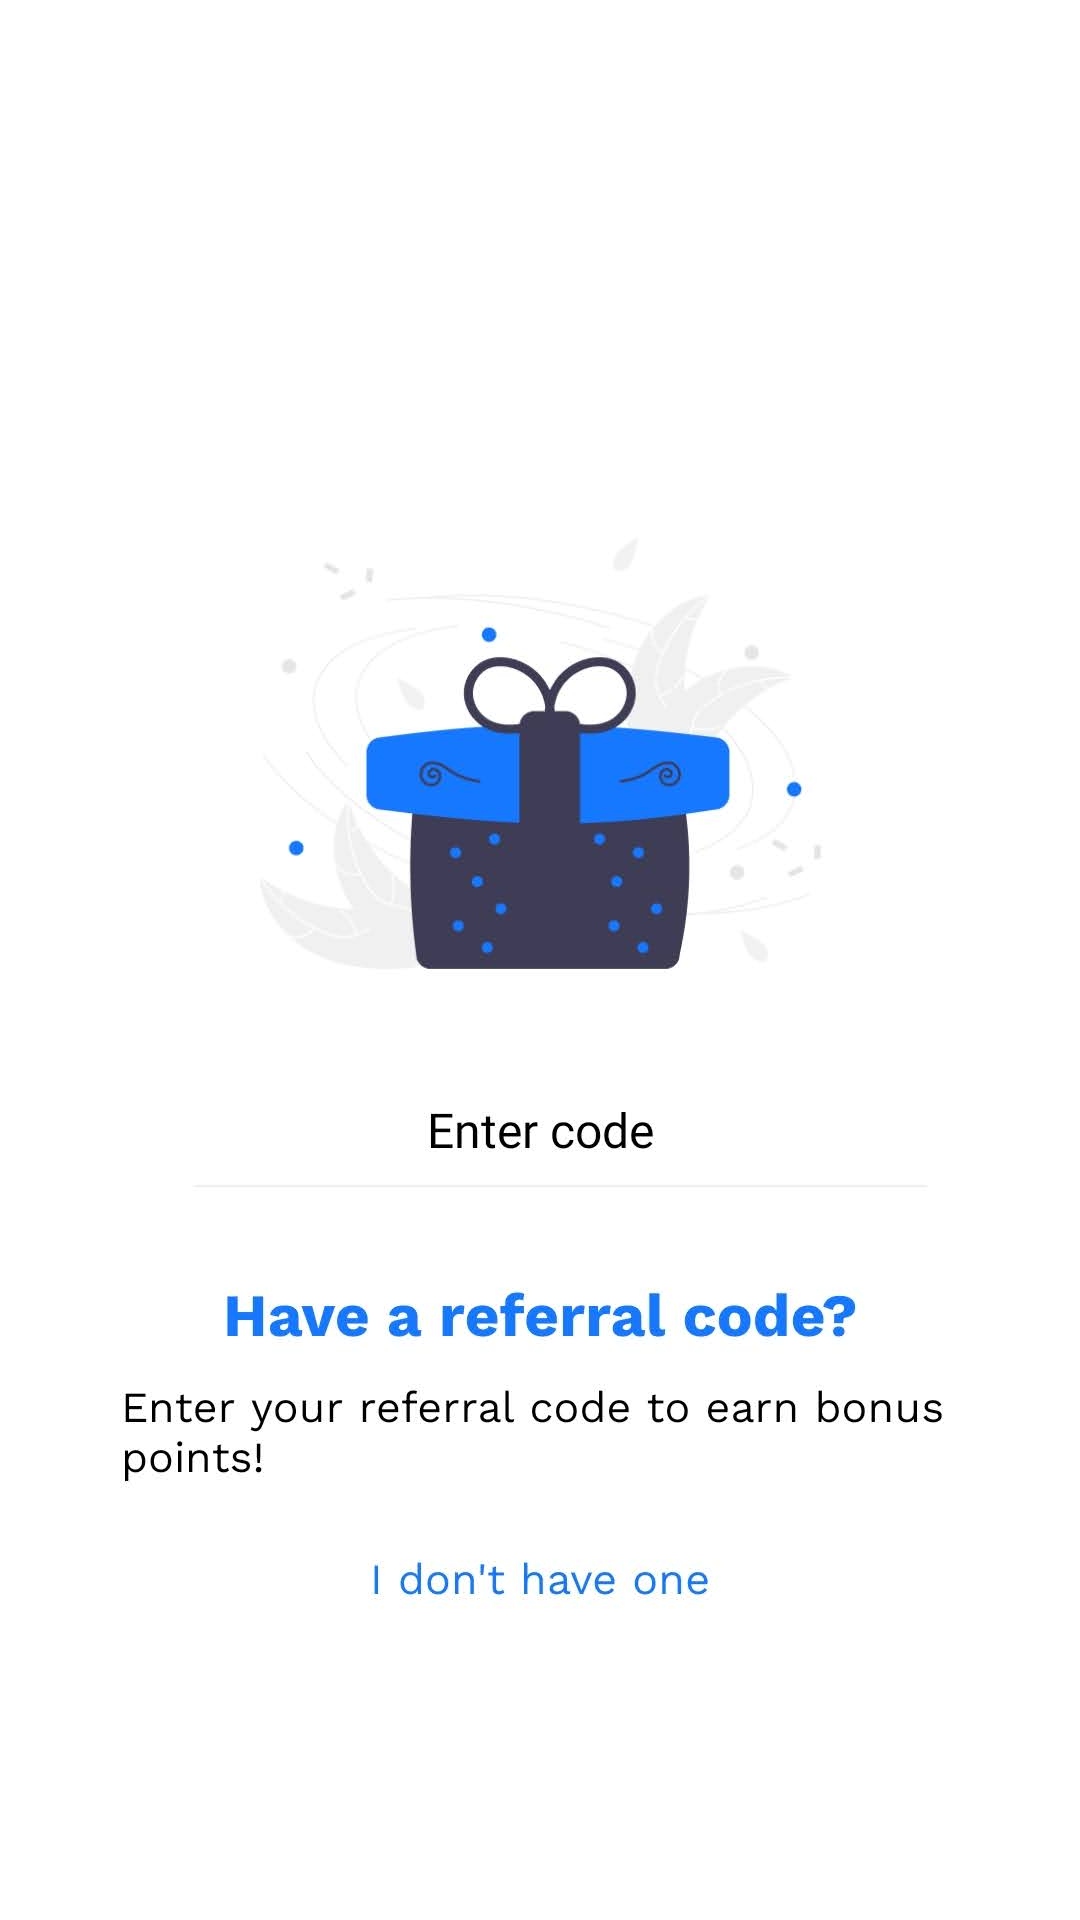 Enter code
Have a referral code?
Enter your referral code to earn bonus
points!
I don't have one